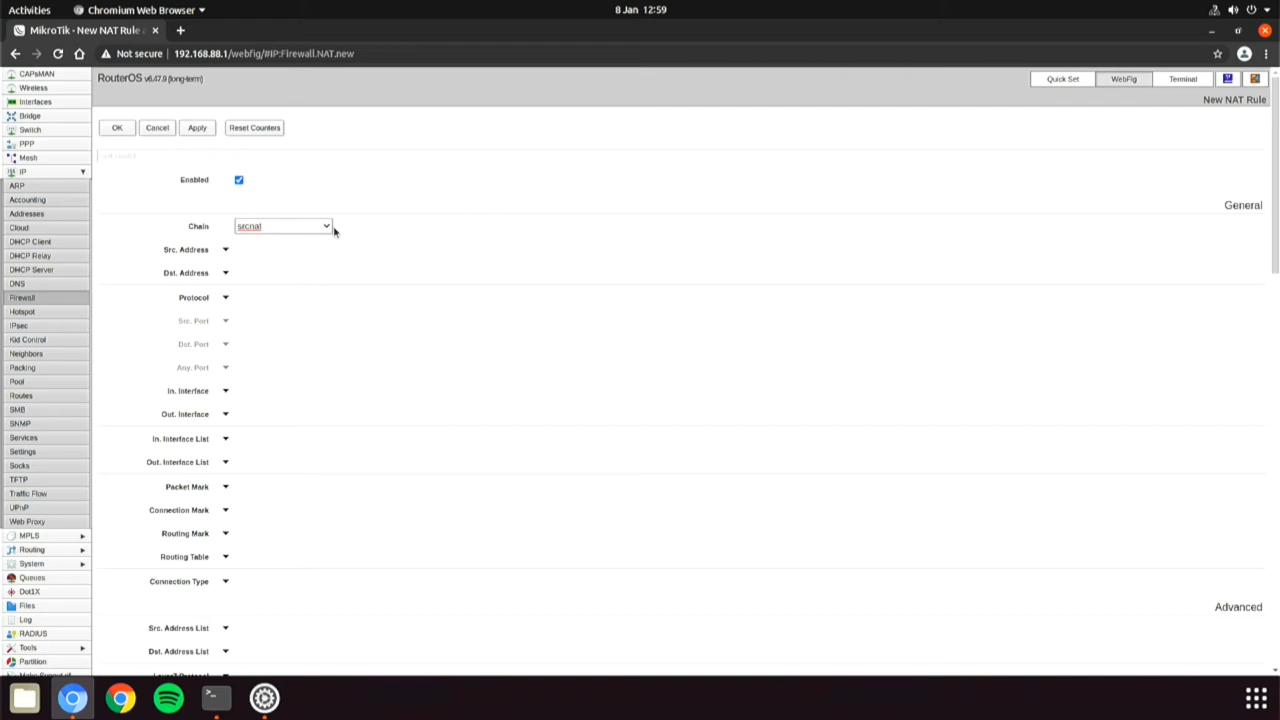 Activities
Chromium Web Browser
8 Jan 12:59
MikroTik - New NAT Rule
Not secure 192.168.88.1/webfig/#IP:Firewall.NAT.new
CAPsMAN
Wireless
Interfaces
Bridge
Switch
PPP
Mesh
IP
ARP
Accounting
Addresses
Cloud
DHCP Client
DHCP Relay
DHCP Server
DNS
Firewall
Hotspot
IPsec
Kid Control
Neighbors
Packing
Pool
Routes
SMB
SNMP
Services
Settings
Socks
TFTP
Traffic Flow
UPnP
Web Proxy
MPLS
Routing
System
Queues
Dot1X
Files
Log
RADIUS
Tools
Partition
RouterOS v6.47.9 (long-term)
Quick Set WebFig Terminal
New NAT Rule
OK Cancel Apply Reset Counters
Enabled
General
Chain srcnat
Src. Address
Dst. Address
Protocol
Src. Port
Dst. Port
Any. Port
In. Interface
Out. Interface
In. Interface List
Out. Interface List
Packet Mark
Connection Mark
Routing Mark
Routing Table
Connection Type
Advanced
Src. Address List
Dst. Address List